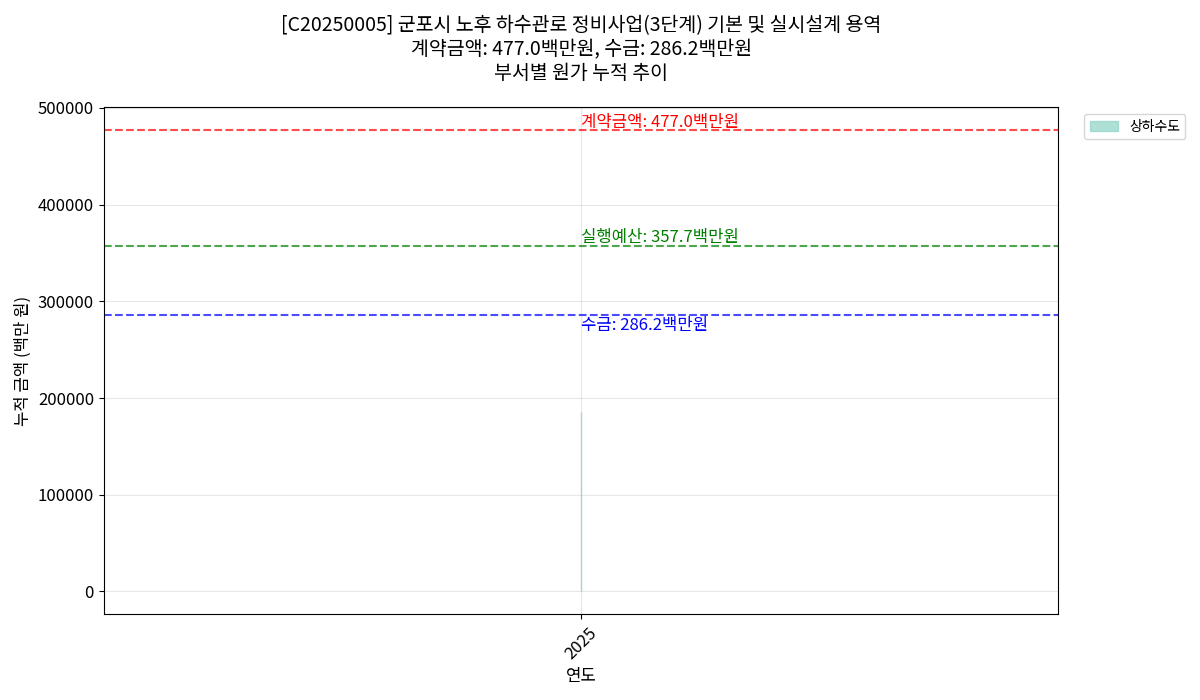 [C20250005] 군포시 노후 하수관로 정비사업(3단계) 기본 및 실시설계 용역
계약금액: 477.0백만원, 수금: 286.2백만원
부서별 원가 누적 추이
500000
400000
300000
200000
100000
0
누적 금액 (백만 원)
계약금액: 477.0백만원
실행예산: 357.7백만원
수금: 286.2백만원
상하수도
2025
연도